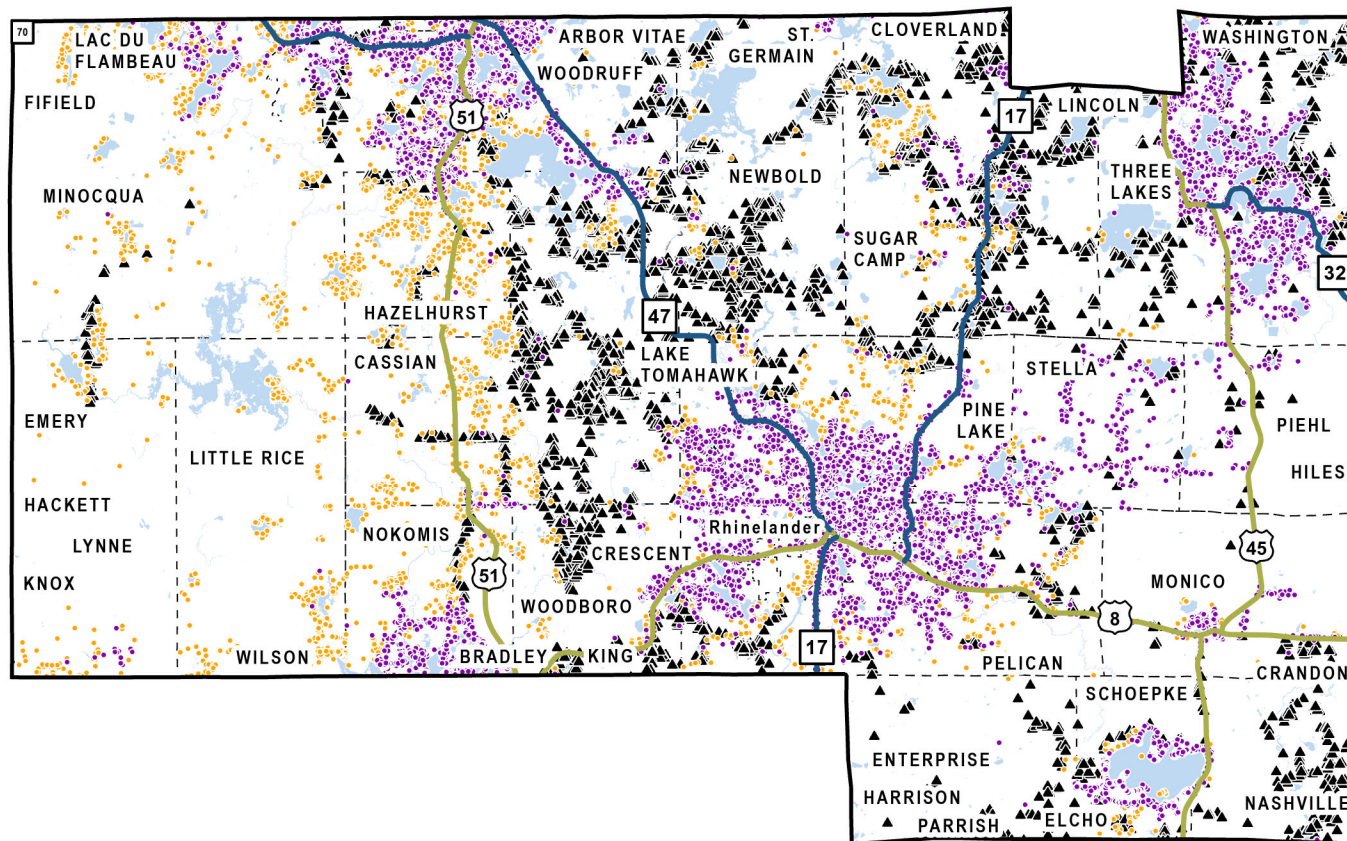 70
LAC DU
FLAMBEAU
ARBOR VITAE
ST.
GERMAIN
CLOVERLAND
WASHINGTON
WOODRUFF
FIFIELD
51
17
LINCOLN
MINOCQUA
NEWBOLD
THREE
LAKES
SUGAR
CAMP
32
HAZELHURST
47
CASSIAN
LAKE
TOMAHAWK
STELLA
EMERY
PINE
LAKE
PIEHL
LITTLE RICE
HILES
HACKETT
LYNNE
NOKOMIS
Rhinelander
CRESCENT
45
KNOX
51
MONICO
WOODBORO
8
WILSON
BRADLEY
KING
17
PELICAN
CRANDON
SCHOEPKE
ENTERPRISE
HARRISON
NASHVILLE
PARRISH
ELCHO